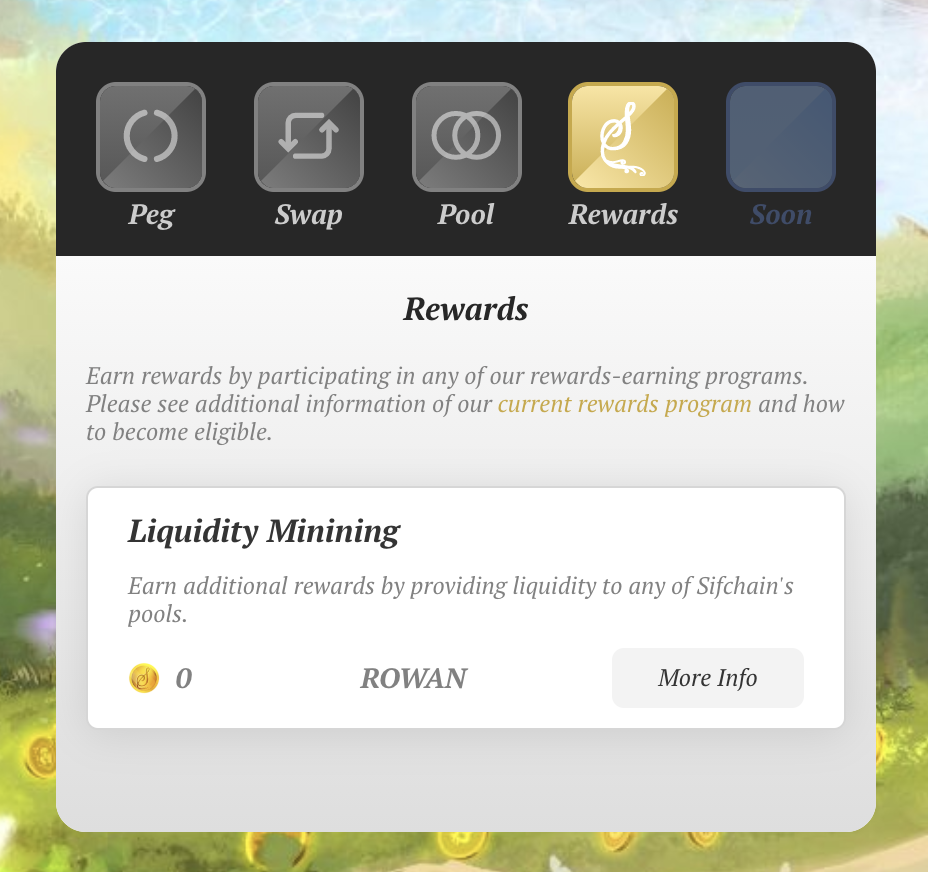 Peg Swap Pool Rewards Soon
Rewards
Earn rewards by participating in any of our rewards-earning programs.
Please see additional information of our current rewards program and how
to become eligible.
Liquidity Minining
Earn additional rewards by providing liquidity to any of Sifchain's
pools.
0 ROWAN More Info